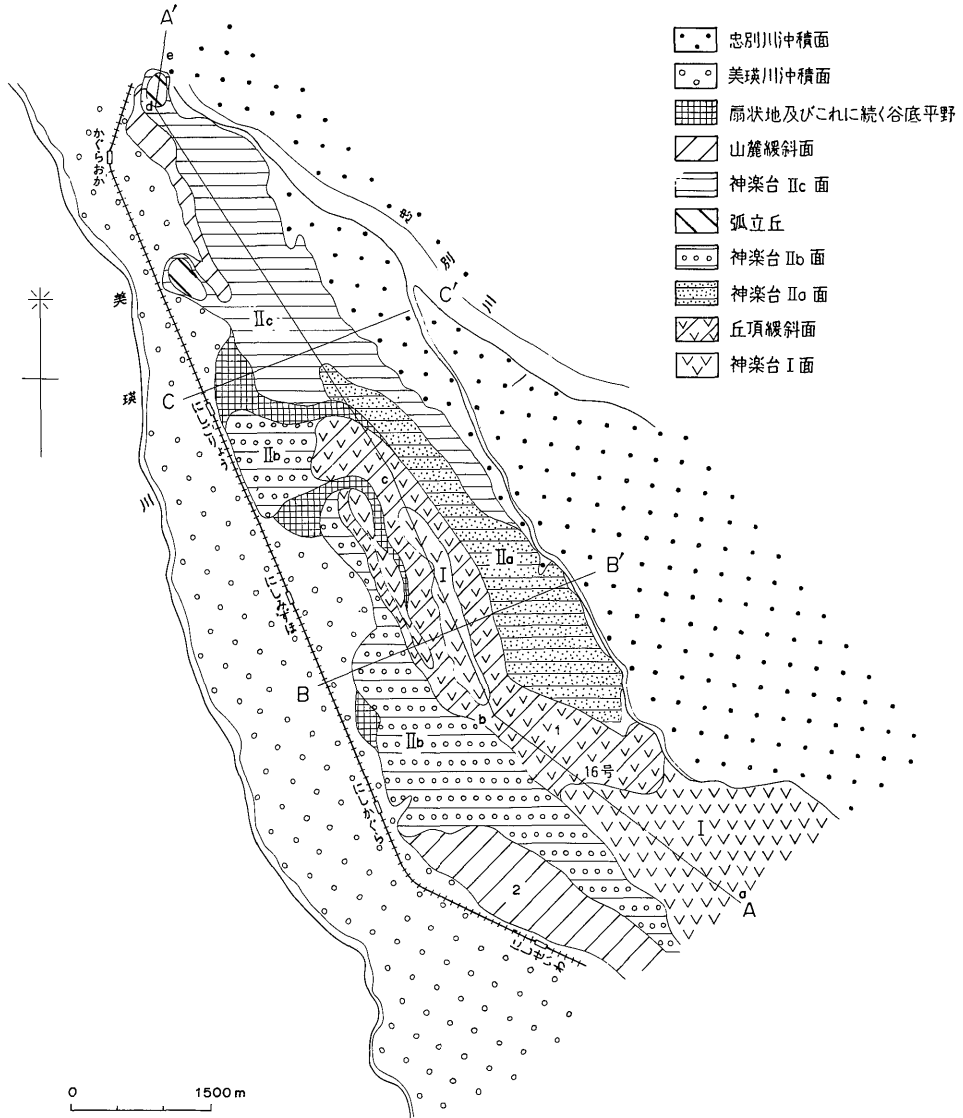 忠別川沖積面
美瑛川沖積面
扇状地及びこれに続く谷底平野
山麓緩斜面
神楽台 Ⅱc 面
弧立丘
神楽台 Ⅱb 面
神楽台 Ⅱa 面
丘頂緩斜面
神楽台 Ⅰ 面
A'
e
d
かぐらおか
忠別川
美瑛川
C'
Ⅱc
C
にしごりょう
Ⅱb
c
Ⅰ
Ⅱa
B'
にしみずほ
B
b
1
Ⅱb
16号
Ⅰ
にしかぐら
a
A
2
にしせいわ
0 1500 m